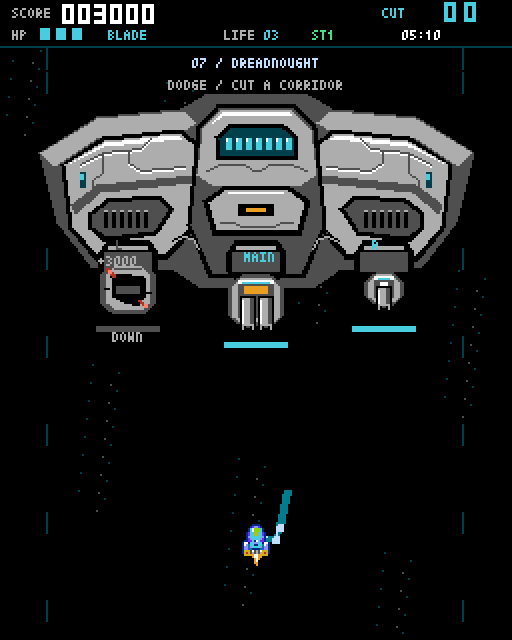 SCORE 003000 CUT 00
HP BLADE LIFE 03 ST1 05:10
07 / DREADNOUGHT
DODGE / CUT A CORRIDOR
MAIN
+3000
DOWN